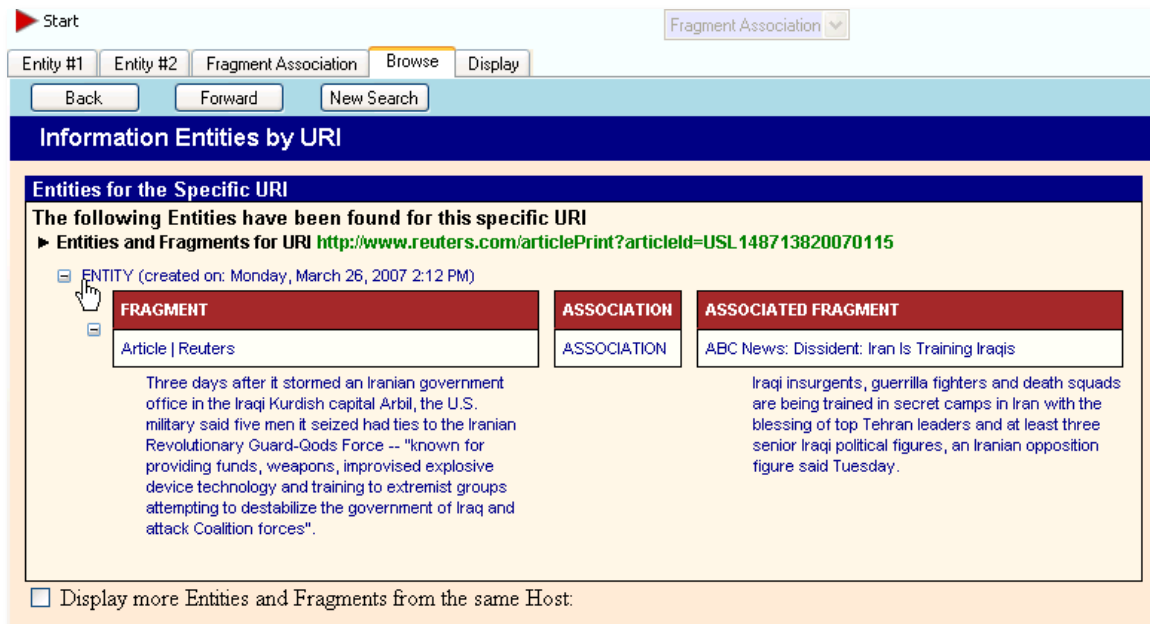 Start
Fragment Association
Entity #1 Entity #2 Fragment Association Browse Display
Back Forward New Search
Information Entities by URI
Entities for the Specific URI
The following Entities have been found for this specific URI
► Entities and Fragments for URI http://www.reuters.com/articlePrint?articleId=USL148713820070115
ENTITY (created on: Monday, March 26, 2007 2:12 PM)
FRAGMENT ASSOCIATION ASSOCIATED FRAGMENT
Article | Reuters ASSOCIATION ABC News: Dissident: Iran Is Training Iraqis
Three days after it stormed an Iranian government
office in the Iraqi Kurdish capital Arbil, the U.S.
military said five men it seized had ties to the Iranian
Revolutionary Guard-Qods Force -- "known for
providing funds, weapons, improvised explosive
device technology and training to extremist groups
attempting to destabilize the government of Iraq and
attack Coalition forces".
Iraqi insurgents, guerrilla fighters and death squads
are being trained in secret camps in Iran with the
blessing of top Tehran leaders and at least three
senior Iraqi political figures, an Iranian opposition
figure said Tuesday.
Display more Entities and Fragments from the same Host: